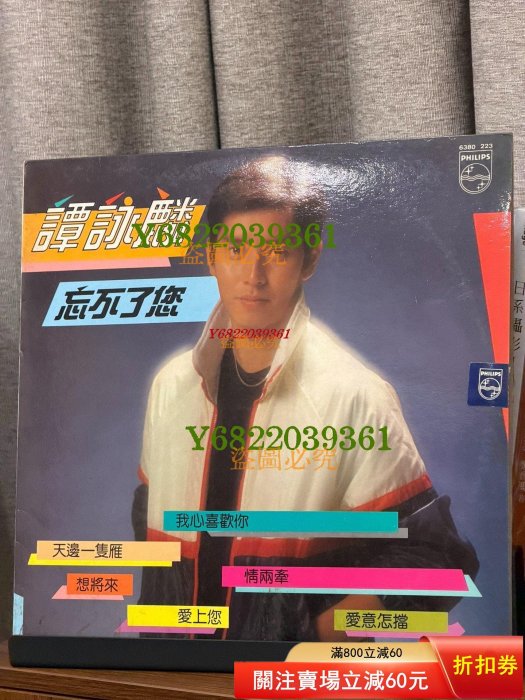 6380 223
PHILIPS
譚詠麟
Y6822039361
盜圖必究
忘不了您
Y6822039361
盜圖必究
PHILIPS
Y6822039361
盜圖必究
我心喜歡你
天邊一隻雁
想將來
情兩牽
愛上您
愛意怎擋
滿800立減60
關注賣場立減60元
折扣券